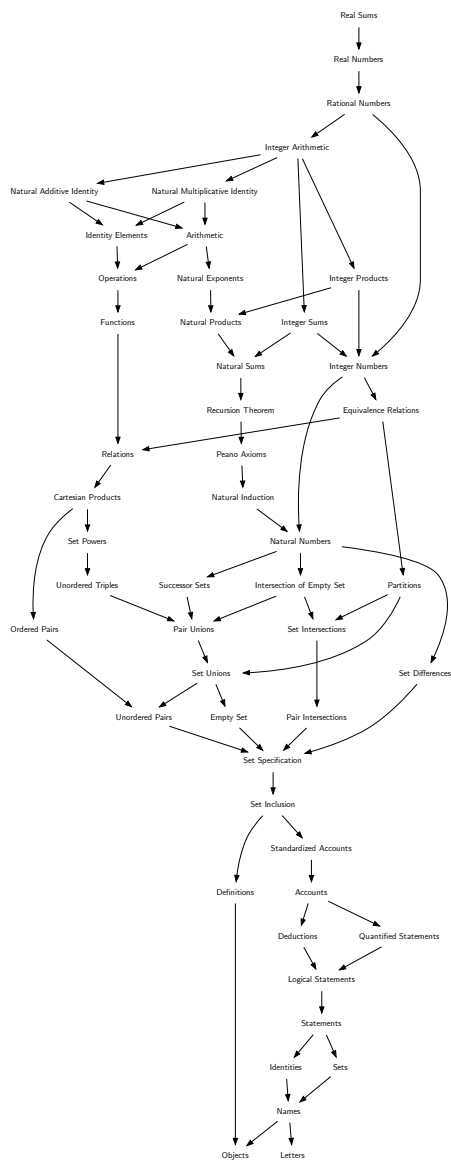 Real Sums
Real Numbers
Rational Numbers
Integer Arithmetic
Natural Additive Identity
Natural Multiplicative Identity
Identity Elements
Arithmetic
Operations
Natural Exponents
Integer Products
Functions
Natural Products
Integer Sums
Natural Sums
Integer Numbers
Recursion Theorem
Equivalence Relations
Relations
Peano Axioms
Cartesian Products
Natural Induction
Set Powers
Natural Numbers
Unordered Triples
Successor Sets
Intersection of Empty Set
Partitions
Ordered Pairs
Pair Unions
Set Intersections
Set Unions
Set Differences
Unordered Pairs
Empty Set
Pair Intersections
Set Specification
Set Inclusion
Standardized Accounts
Definitions
Accounts
Deductions
Quantified Statements
Logical Statements
Statements
Identities
Sets
Names
Objects
Letters